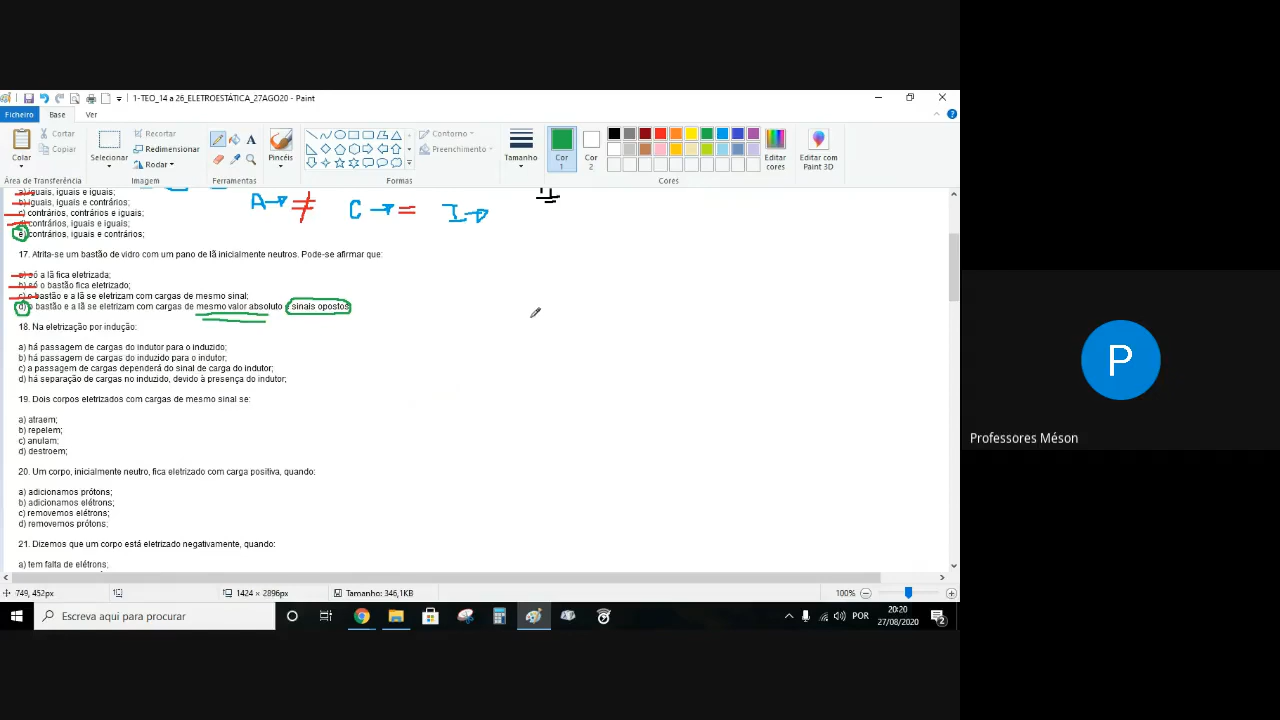 1-TEO_14 a 26_ELETROESTÁTICA_27AGO20 - Paint
Ficheiro Base Ver
Colar
Cortar
Copiar
Área de Transferência
Selecionar
Recortar
Redimensionar
Rodar
Imagem
A
Ferramentas
Pincéis
Contorno
Preenchimento
Formas
Tamanho
Cor 1
Cor 2
Editar cores
Cores
Editar com Paint 3D
a) iguais, iguais e iguais;
b) iguais, iguais e contrários;
c) contrários, contrários e iguais;
d) contrários, iguais e iguais;
e) contrários, iguais e contrários;
A→ ≠ C → = I →
17. Atrita-se um bastão de vidro com um pano de lã inicialmente neutros. Pode-se afirmar que:
a) só a lã fica eletrizada;
b) só o bastão fica eletrizado;
c) o bastão e a lã se eletrizam com cargas de mesmo sinal;
d) o bastão e a lã se eletrizam com cargas de mesmo valor absoluto e sinais opostos.
18. Na eletrização por indução:
a) há passagem de cargas do indutor para o induzido;
b) há passagem de cargas do induzido para o indutor;
c) a passagem de cargas dependerá do sinal de carga do indutor;
d) há separação de cargas no induzido, devido à presença do indutor;
19. Dois corpos eletrizados com cargas de mesmo sinal se:
a) atraem;
b) repelem;
c) anulam;
d) destroem;
20. Um corpo, inicialmente neutro, fica eletrizado com carga positiva, quando:
a) adicionamos prótons;
b) adicionamos elétrons;
c) removemos elétrons;
d) removemos prótons;
21. Dizemos que um corpo está eletrizado negativamente, quando:
a) tem falta de elétrons;
749, 452px
1424 × 2896px
Tamanho: 346,1KB
100%
Escreva aqui para procurar
POR
20:20
27/08/2020
2
P
Professores Méson